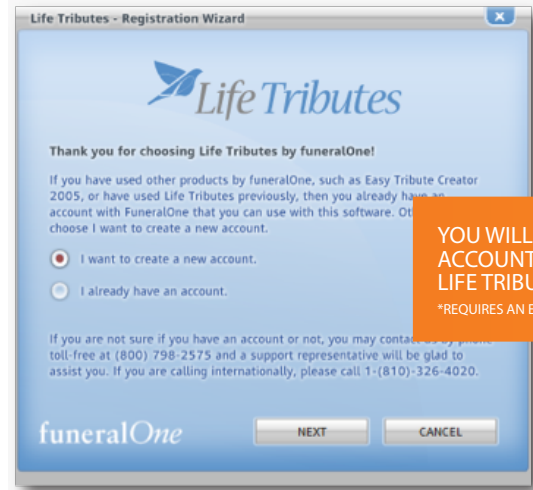 Life Tributes - Registration Wizard
Life Tributes
Thank you for choosing Life Tributes by funeralOne!
If you have used other products by funeralOne, such as Easy Tribute Creator
2005, or have used Life Tributes previously, then you already have an
account with FuneralOne that you can use with this software. Ot
choose I want to create a new account.
YOU WILL
ACCOUNT
LIFE TRIBU
*REQUIRES AN E
I want to create a new account.
I already have an account.
If you are not sure if you have an account or not, you may contact us by phone
toll-free at (800) 798-2575 and a support representative will be glad to
assist you. If you are calling internationally, please call 1-(810)-326-4020.
funeralOne
NEXT
CANCEL